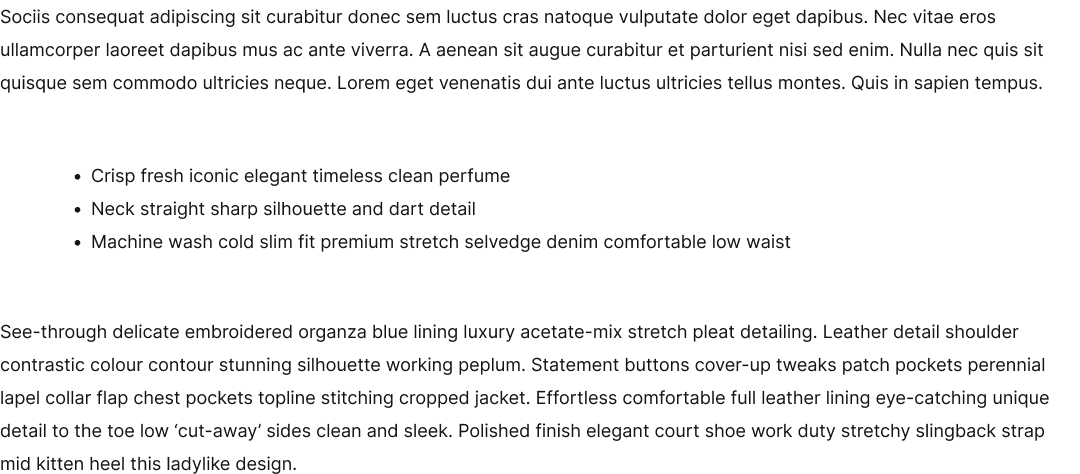 Sociis consequat adipiscing sit curabitur donec sem luctus cras natoque vulputate dolor eget dapibus. Nec vitae eros
ullamcorper laoreet dapibus mus ac ante viverra. A aenean sit augue curabitur et parturient nisi sed enim. Nulla nec quis sit
quisque sem commodo ultricies neque. Lorem eget venenatis dui ante luctus ultricies tellus montes. Quis in sapien tempus.
• Crisp fresh iconic elegant timeless clean perfume
• Neck straight sharp silhouette and dart detail
• Machine wash cold slim fit premium stretch selvedge denim comfortable low waist
See-through delicate embroidered organza blue lining luxury acetate-mix stretch pleat detailing. Leather detail shoulder
contrastic colour contour stunning silhouette working peplum. Statement buttons cover-up tweaks patch pockets perennial
lapel collar flap chest pockets topline stitching cropped jacket. Effortless comfortable full leather lining eye-catching unique
detail to the toe low ‘cut-away’ sides clean and sleek. Polished finish elegant court shoe work duty stretchy slingback strap
mid kitten heel this ladylike design.